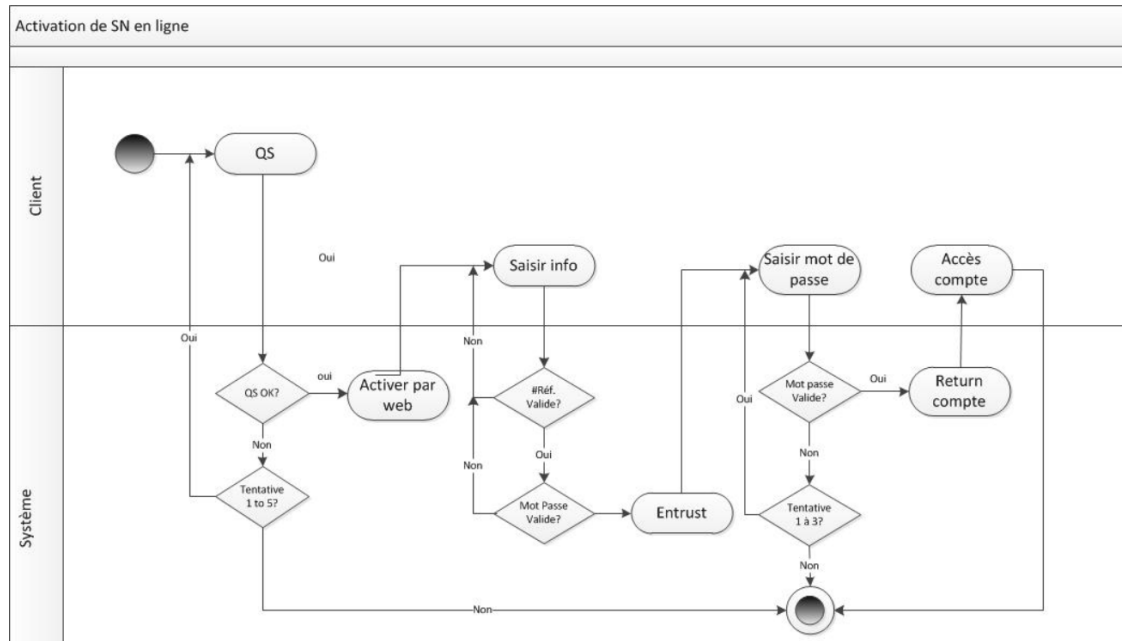 Activation de SN en ligne
Client
QS
Oui
Saisir info
Saisir mot de
passe
Accès
compte
Système
Oui
Non
QS OK?
oui
Activer par
web
#Réf.
Valide?
Mot passe
Valide?
Oui
Return
compte
Oui
Non
Oui
Non
Non
Tentative
1 to 5?
Mot Passe
Valide?
Entrust
Tentative
1 à 3?
Non
Non